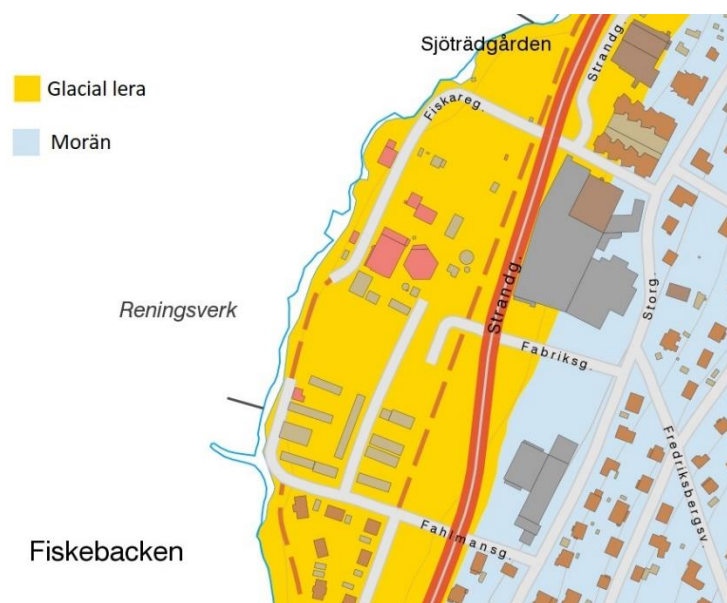 Sjöträdgården
Strandg.
Glacial lera
Fiskareg.
Morän
Storg.
Strandg.
Reningsverk
Fabriksg.
Fredriksbergsv.
Fahlmansg.
Fiskebacken